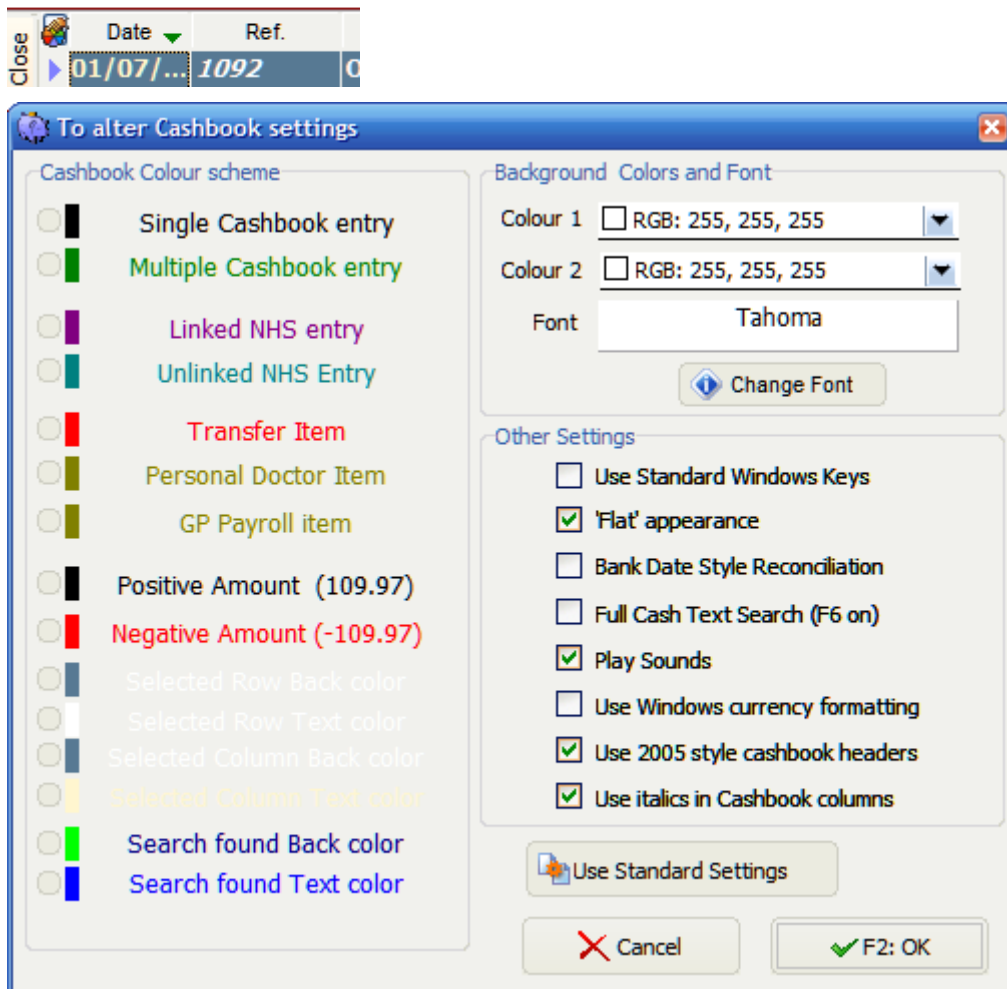 Close
Date Ref.
01/07/... 1092
To alter Cashbook settings
Cashbook Colour scheme
Single Cashbook entry
Multiple Cashbook entry
Linked NHS entry
Unlinked NHS Entry
Transfer Item
Personal Doctor Item
GP Payroll item
Positive Amount (109.97)
Negative Amount (-109.97)
Selected Row Back color
Selected Row Text color
Selected Column Back color
Selected Column Text color
Search found Back color
Search found Text color
Background Colors and Font
Colour 1 RGB: 255, 255, 255
Colour 2 RGB: 255, 255, 255
Font Tahoma
Change Font
Other Settings
Use Standard Windows Keys
'Flat' appearance
Bank Date Style Reconciliation
Full Cash Text Search (F6 on)
Play Sounds
Use Windows currency formatting
Use 2005 style cashbook headers
Use italics in Cashbook columns
Use Standard Settings
Cancel
F2: OK